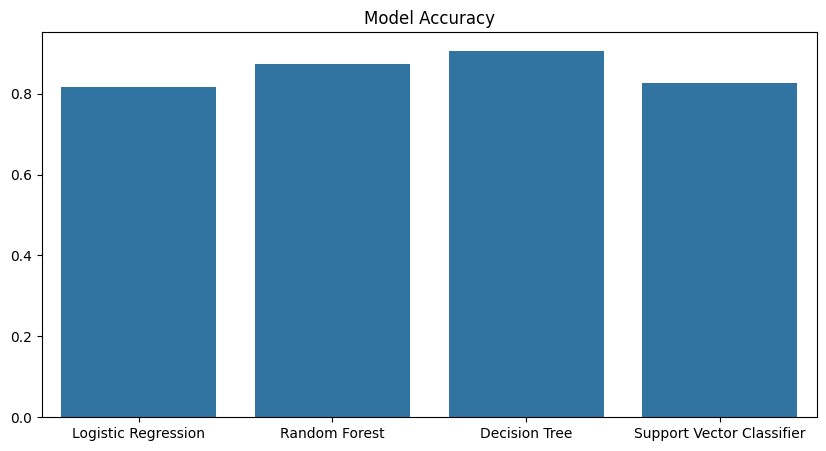 Model Accuracy
0.8
0.6
0.4
0.2
0.0
Logistic Regression
Random Forest
Decision Tree
Support Vector Classifier